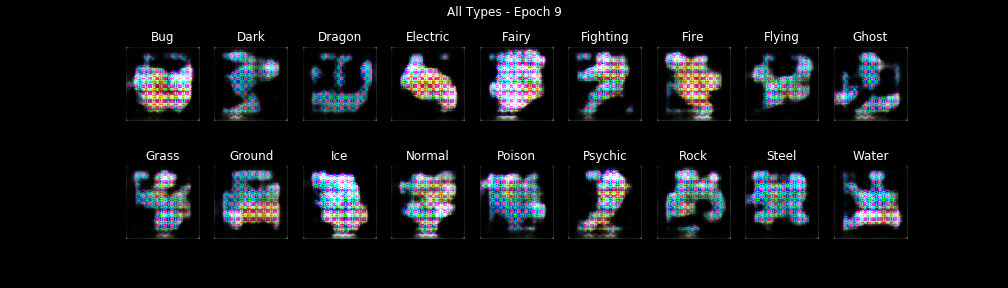 All Types - Epoch 9
Bug Dark Dragon Electric Fairy Fighting Fire Flying Ghost
Grass Ground Ice Normal Poison Psychic Rock Steel Water